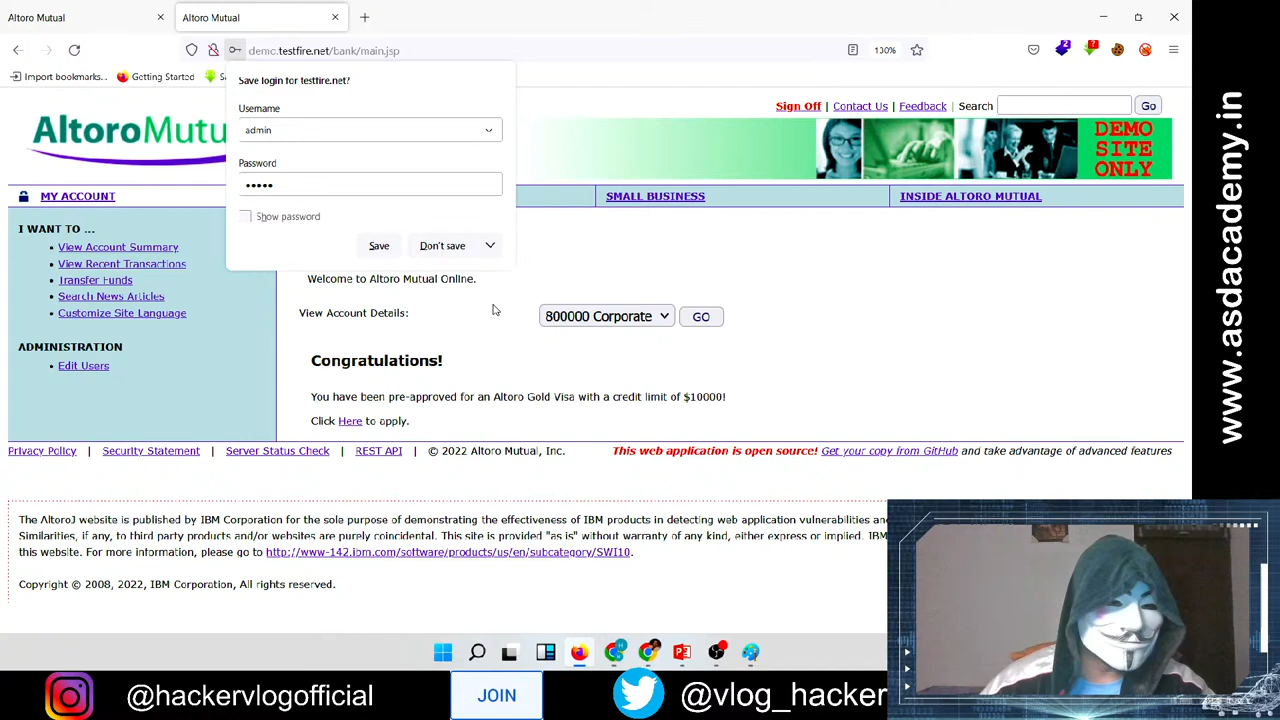 Altoro Mutual
Altoro Mutual
demo.testfire.net/bank/main.jsp
130%
2
?
Import bookmarks...
Getting Started
Save login for testfire.net?
Username
admin
Password
•••••
Show password
Save
Don't save
Sign Off | Contact Us | Feedback | Search
Go
AltoroMutu
DEMO
SITE
ONLY
MY ACCOUNT
SMALL BUSINESS
INSIDE ALTORO MUTUAL
I WANT TO ...
• View Account Summary
• View Recent Transactions
• Transfer Funds
• Search News Articles
• Customize Site Language
ADMINISTRATION
• Edit Users
Welcome to Altoro Mutual Online.
View Account Details:
800000 Corporate
GO
Congratulations!
You have been pre-approved for an Altoro Gold Visa with a credit limit of $10000!
Click Here to apply.
Privacy Policy | Security Statement | Server Status Check | REST API | © 2022 Altoro Mutual, Inc.
This web application is open source! Get your copy from GitHub and take advantage of advanced features
The AltoroJ website is published by IBM Corporation for the sole purpose of demonstrating the effectiveness of IBM products in detecting web application vulnerabilities and
Similarities, if any, to third party products and/or websites are purely coincidental. This site is provided "as is" without warranty of any kind, either express or implied. IBM
this website. For more information, please go to http://www-142.ibm.com/software/products/us/en/subcategory/SWI10.
Copyright © 2008, 2022, IBM Corporation, All rights reserved.
www.asdacademy.in
@hackervlogofficial
JOIN
@vlog_hacker